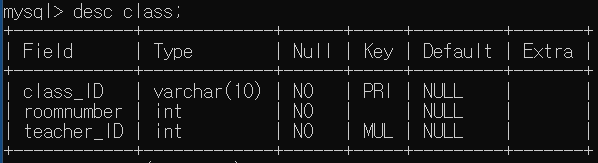 mysql> desc class;
+------------+-------------+------+-----+---------+-------+
| Field      | Type        | Null | Key | Default | Extra |
+------------+-------------+------+-----+---------+-------+
| class_ID   | varchar(10) | NO   | PRI | NULL    |       |
| roomnumber | int         | NO   |     | NULL    |       |
| teacher_ID | int         | NO   | MUL | NULL    |       |
+------------+-------------+------+-----+---------+-------+